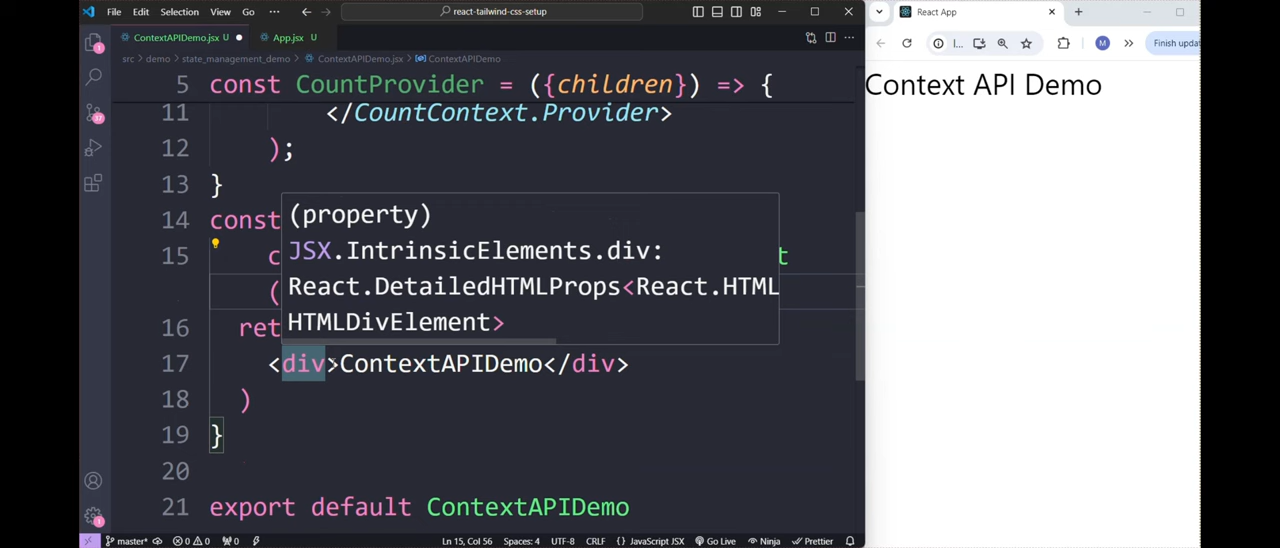 File Edit Selection View Go ··· react-tailwind-css-setup
React App
ContextAPIDemo.jsx U App.jsx U
M Finish updat
src > demo > state_management_demo > ContextAPIDemo.jsx > ContextAPIDemo
Context API Demo
5 const CountProvider = ({children}) => {
11 </CountContext.Provider>
12 );
13 }
14 const
(property)
JSX.IntrinsicElements.div:
15 c t
React.DetailedHTMLProps<React.HTML
(
HTMLDivElement>
16 ret
17 <div>ContextAPIDemo</div>
18 )
19 }
20
21 export default ContextAPIDemo
master* 0 0 0 Ln 15, Col 56 Spaces: 4 UTF-8 CRLF {} JavaScript JSX Go Live Ninja Prettier